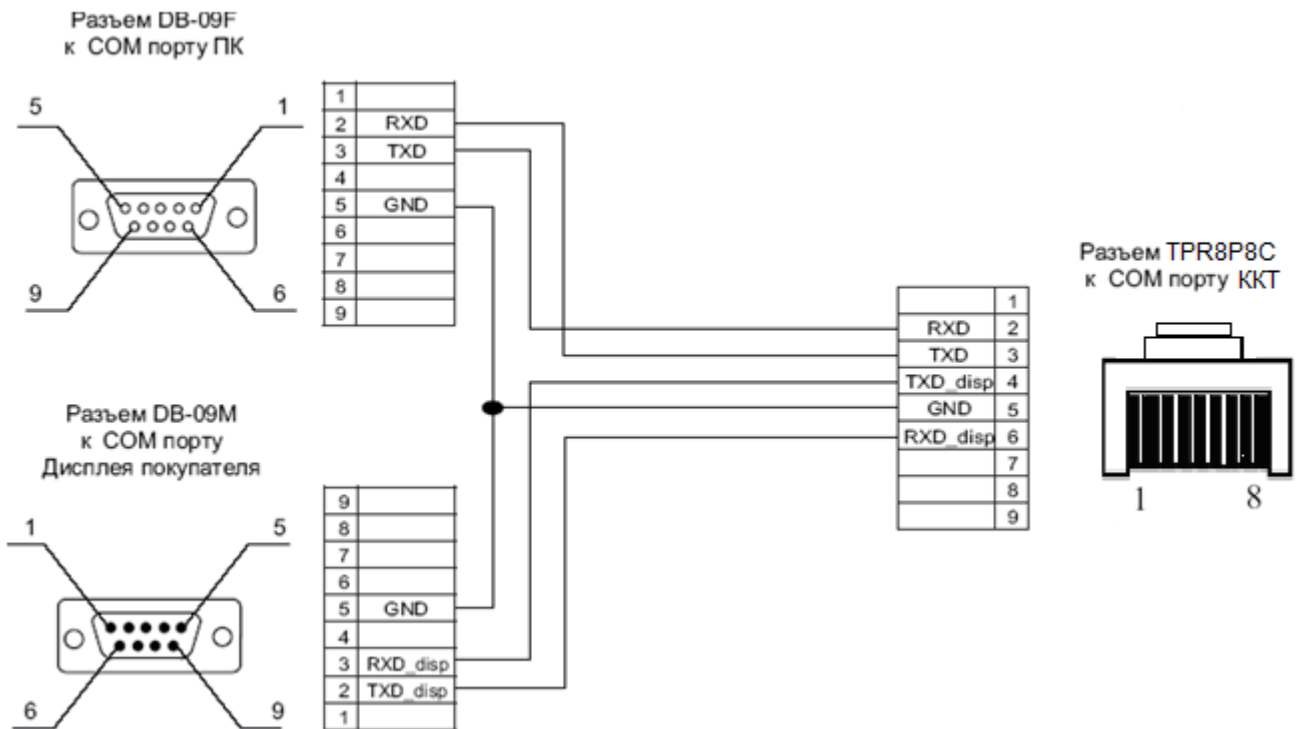 Разъем DB-09F
к COM порту ПК
5
1
9
6
1
2 RXD
3 TXD
4
5 GND
6
7
8
9
Разъем DB-09M
к COM порту
Дисплея покупателя
1
5
6
9
9
8
7
6
5 GND
4
3 RXD_disp
2 TXD_disp
1
1
RXD 2
TXD 3
TXD_disp 4
GND 5
RXD_disp 6
7
8
9
Разъем TPR8P8C
к COM порту ККТ
1
8